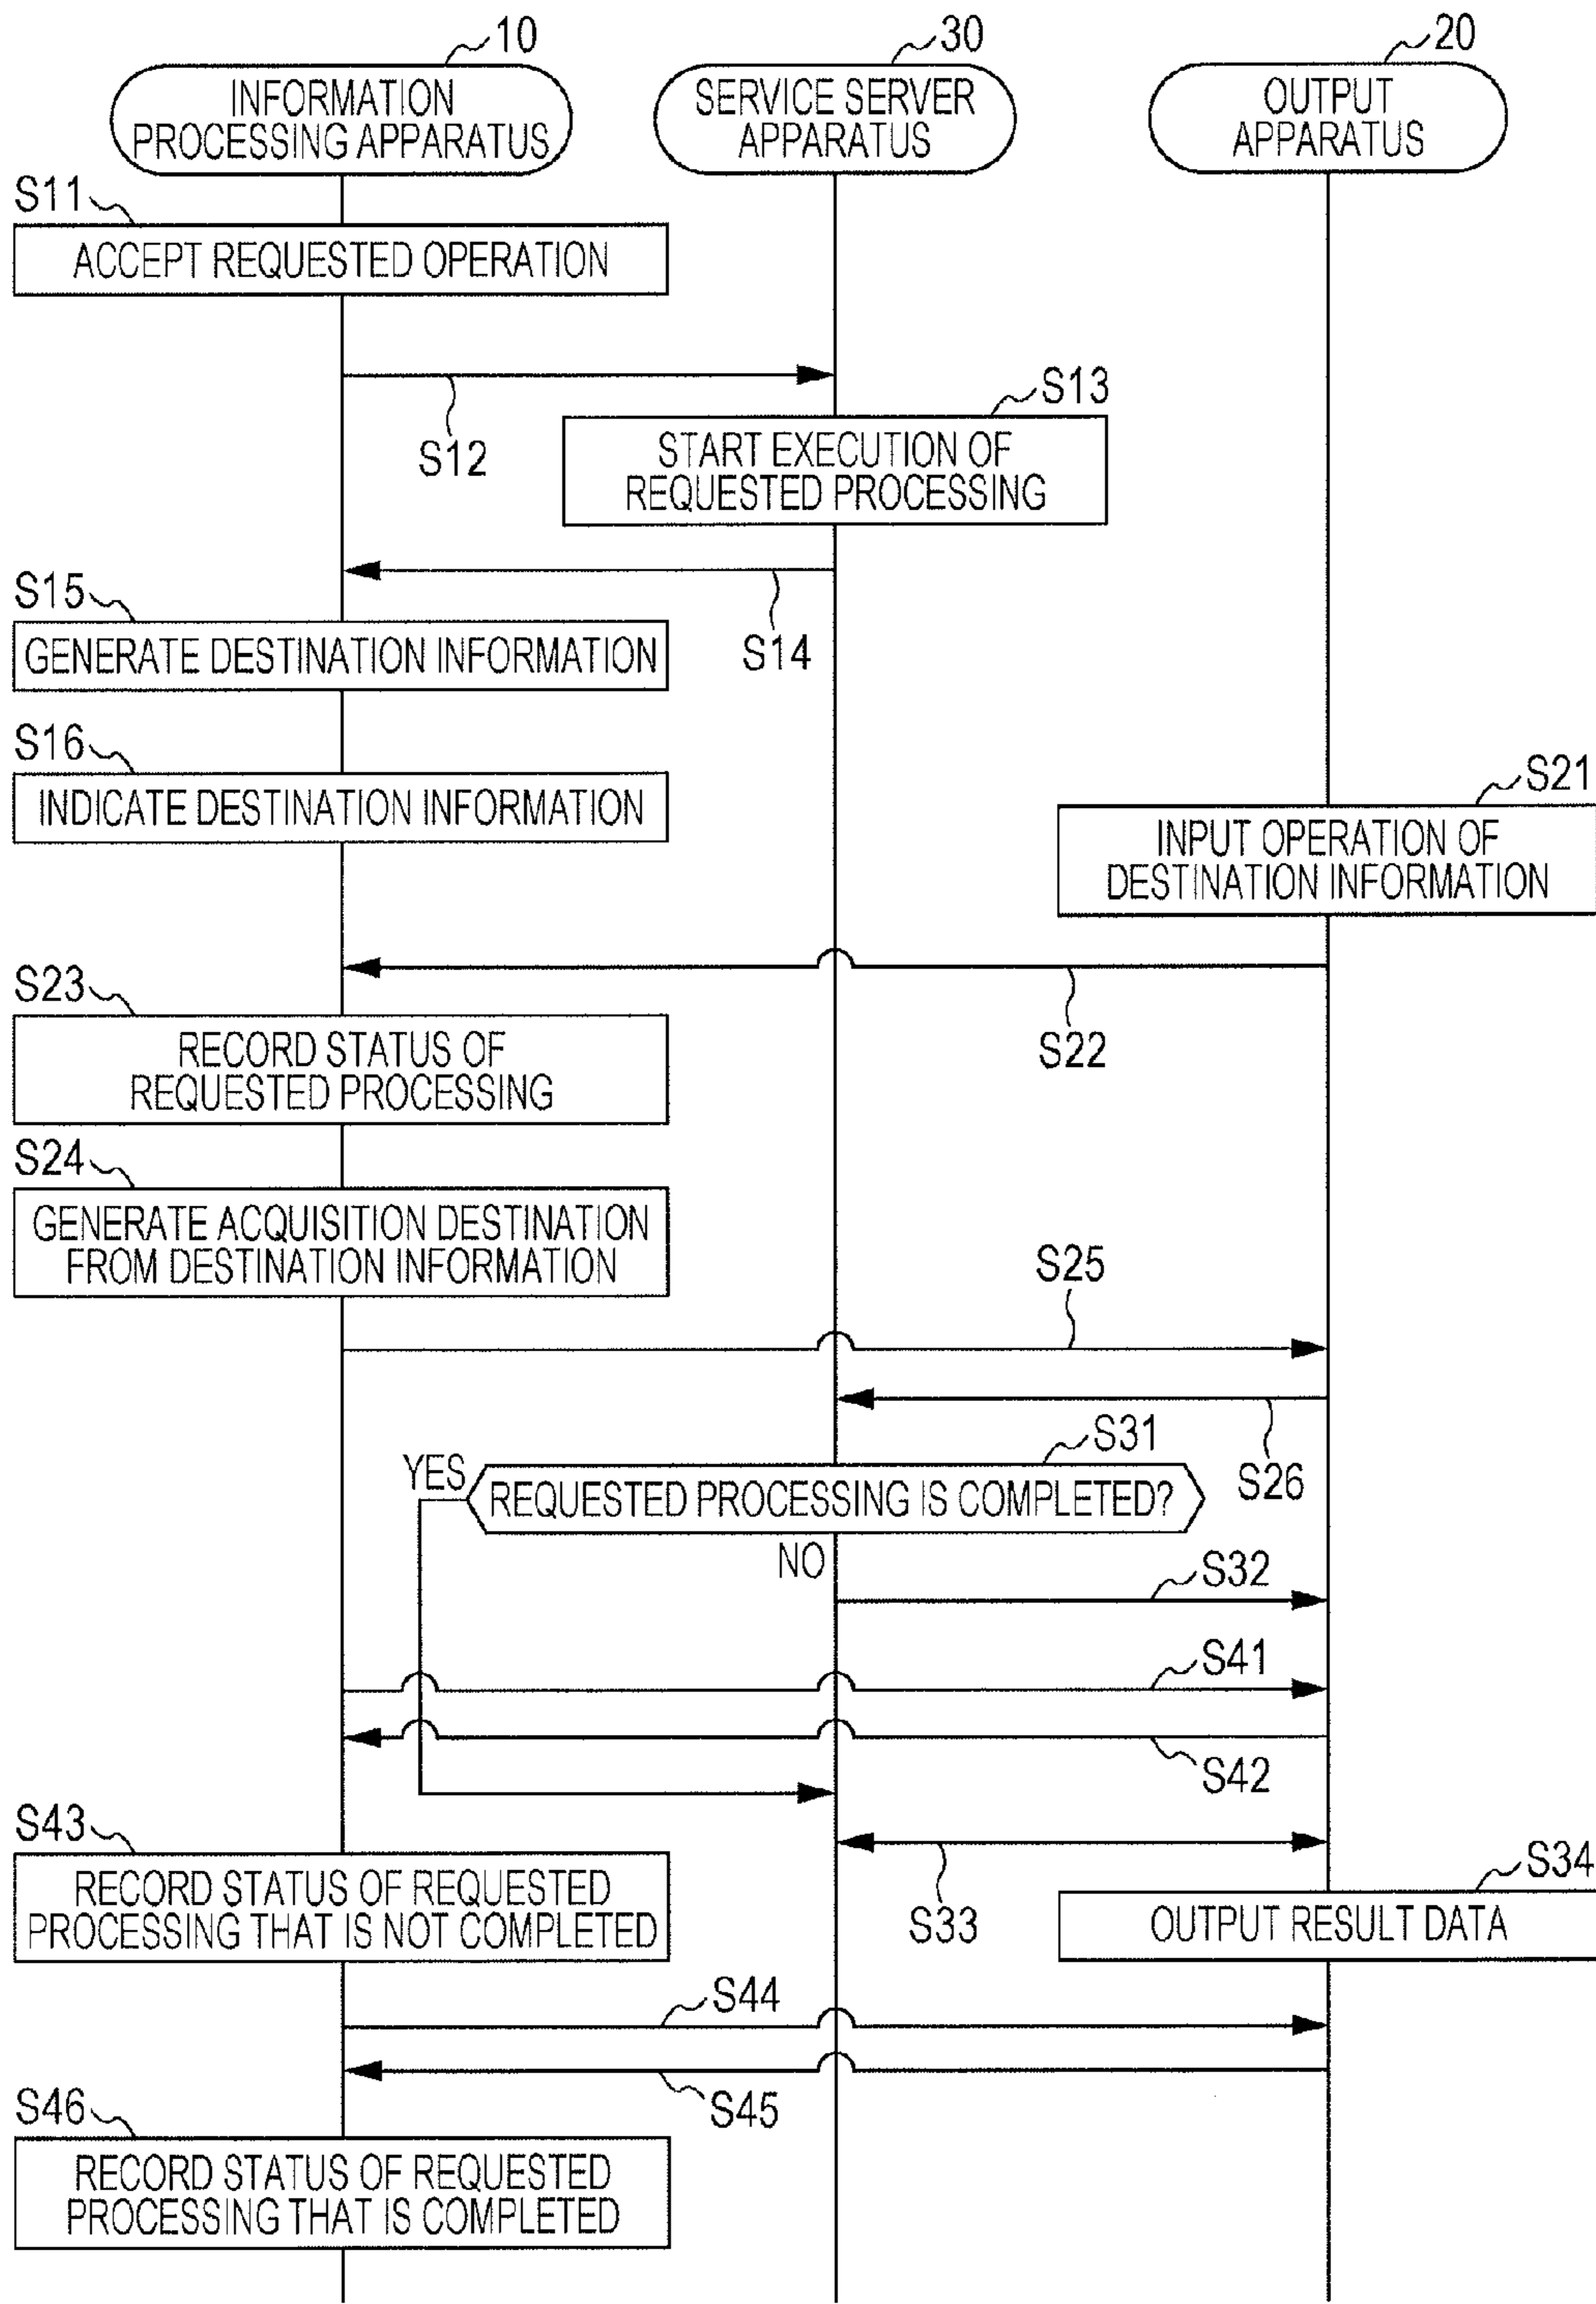 10
INFORMATION
PROCESSING APPARATUS
30
SERVICE SERVER
APPARATUS
20
OUTPUT
APPARATUS
S11
ACCEPT REQUESTED OPERATION
S12
S13
START EXECUTION OF
REQUESTED PROCESSING
S14
S15
GENERATE DESTINATION INFORMATION
S16
INDICATE DESTINATION INFORMATION
S21
INPUT OPERATION OF
DESTINATION INFORMATION
S22
S23
RECORD STATUS OF
REQUESTED PROCESSING
S24
GENERATE ACQUISITION DESTINATION
FROM DESTINATION INFORMATION
S25
S26
S31
YES
REQUESTED PROCESSING IS COMPLETED?
NO
S32
S41
S42
S43
RECORD STATUS OF REQUESTED
PROCESSING THAT IS NOT COMPLETED
S33
S34
OUTPUT RESULT DATA
S44
S45
S46
RECORD STATUS OF REQUESTED
PROCESSING THAT IS COMPLETED